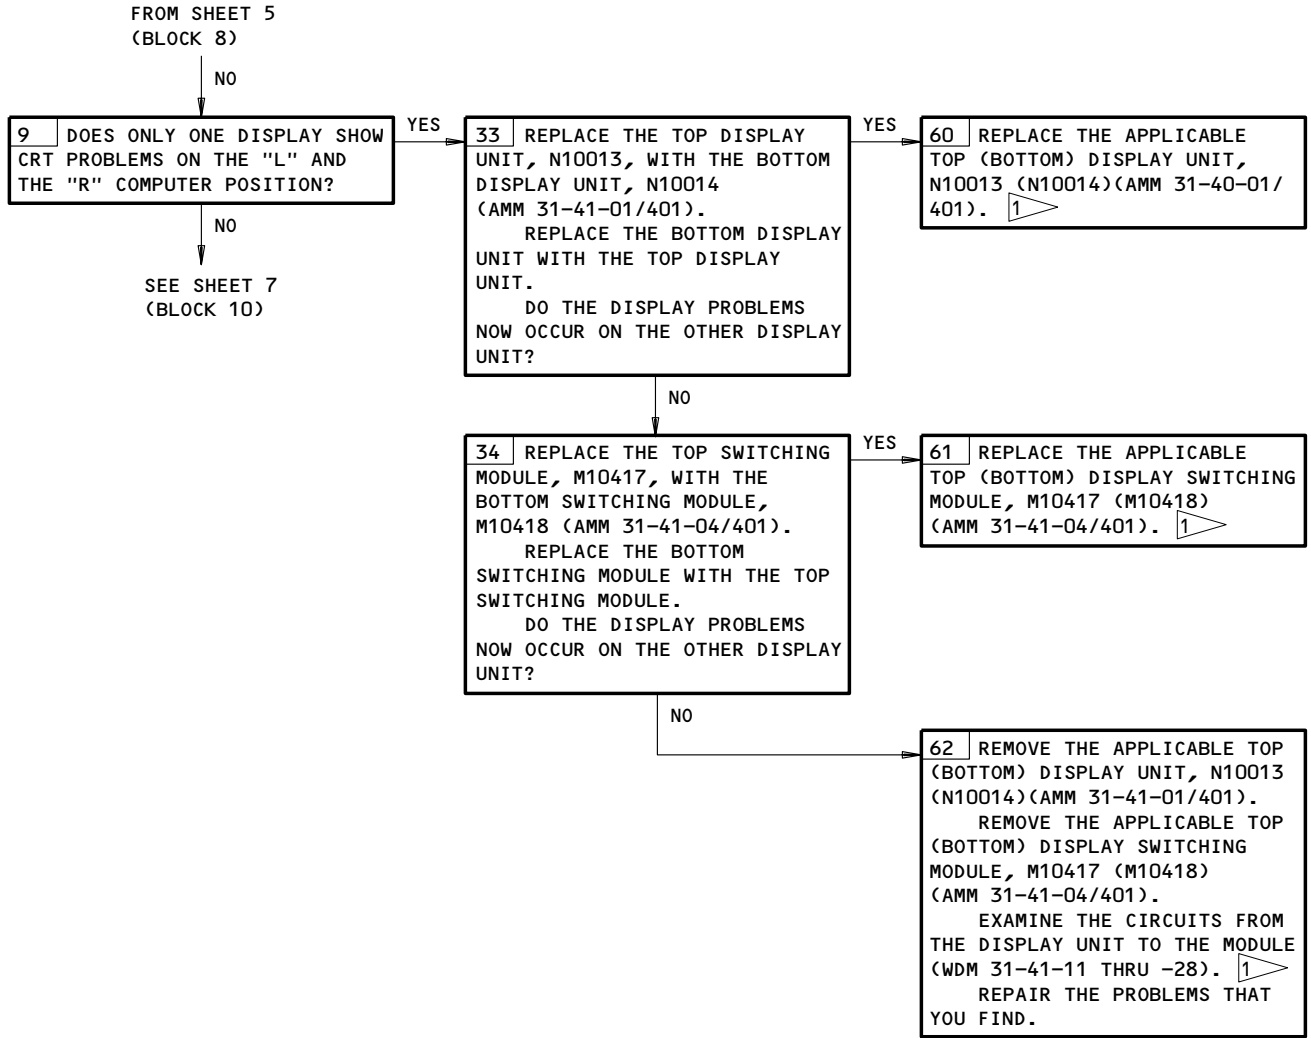 FROM SHEET 5
(BLOCK 8)
NO
9 DOES ONLY ONE DISPLAY SHOW
CRT PROBLEMS ON THE "L" AND
THE "R" COMPUTER POSITION?
YES
NO
SEE SHEET 7
(BLOCK 10)
33 REPLACE THE TOP DISPLAY
UNIT, N10013, WITH THE BOTTOM
DISPLAY UNIT, N10014
(AMM 31-41-01/401).
REPLACE THE BOTTOM DISPLAY
UNIT WITH THE TOP DISPLAY
UNIT.
DO THE DISPLAY PROBLEMS
NOW OCCUR ON THE OTHER DISPLAY
UNIT?
YES
60 REPLACE THE APPLICABLE
TOP (BOTTOM) DISPLAY UNIT,
N10013 (N10014)(AMM 31-40-01/
401). 1
NO
34 REPLACE THE TOP SWITCHING
MODULE, M10417, WITH THE
BOTTOM SWITCHING MODULE,
M10418 (AMM 31-41-04/401).
REPLACE THE BOTTOM
SWITCHING MODULE WITH THE TOP
SWITCHING MODULE.
DO THE DISPLAY PROBLEMS
NOW OCCUR ON THE OTHER DISPLAY
UNIT?
YES
61 REPLACE THE APPLICABLE
TOP (BOTTOM) DISPLAY SWITCHING
MODULE, M10417 (M10418)
(AMM 31-41-04/401). 1
NO
62 REMOVE THE APPLICABLE TOP
(BOTTOM) DISPLAY UNIT, N10013
(N10014)(AMM 31-41-01/401).
REMOVE THE APPLICABLE TOP
(BOTTOM) DISPLAY SWITCHING
MODULE, M10417 (M10418)
(AMM 31-41-04/401).
EXAMINE THE CIRCUITS FROM
THE DISPLAY UNIT TO THE MODULE
(WDM 31-41-11 THRU -28). 1
REPAIR THE PROBLEMS THAT
YOU FIND.